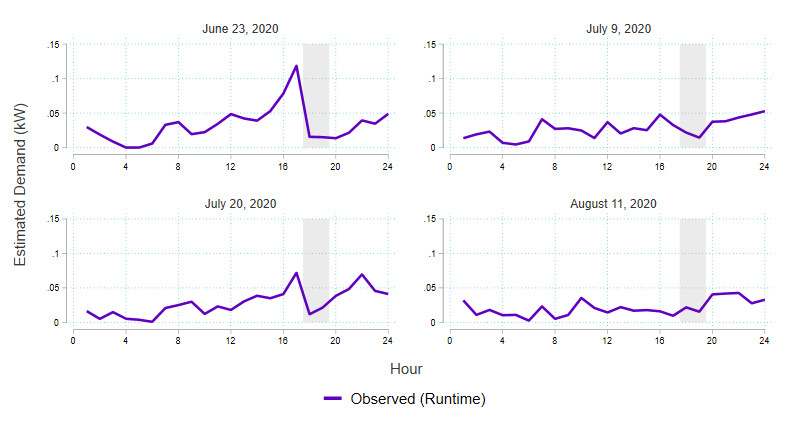 June 23, 2020
July 9, 2020
.15
.1
.05
0
0 4 8 12 16 20 24
.15
.1
.05
0
0 4 8 12 16 20 24
Estimated Demand (kW)
July 20, 2020
August 11, 2020
.15
.1
.05
0
0 4 8 12 16 20 24
.15
.1
.05
0
0 4 8 12 16 20 24
Hour
Observed (Runtime)